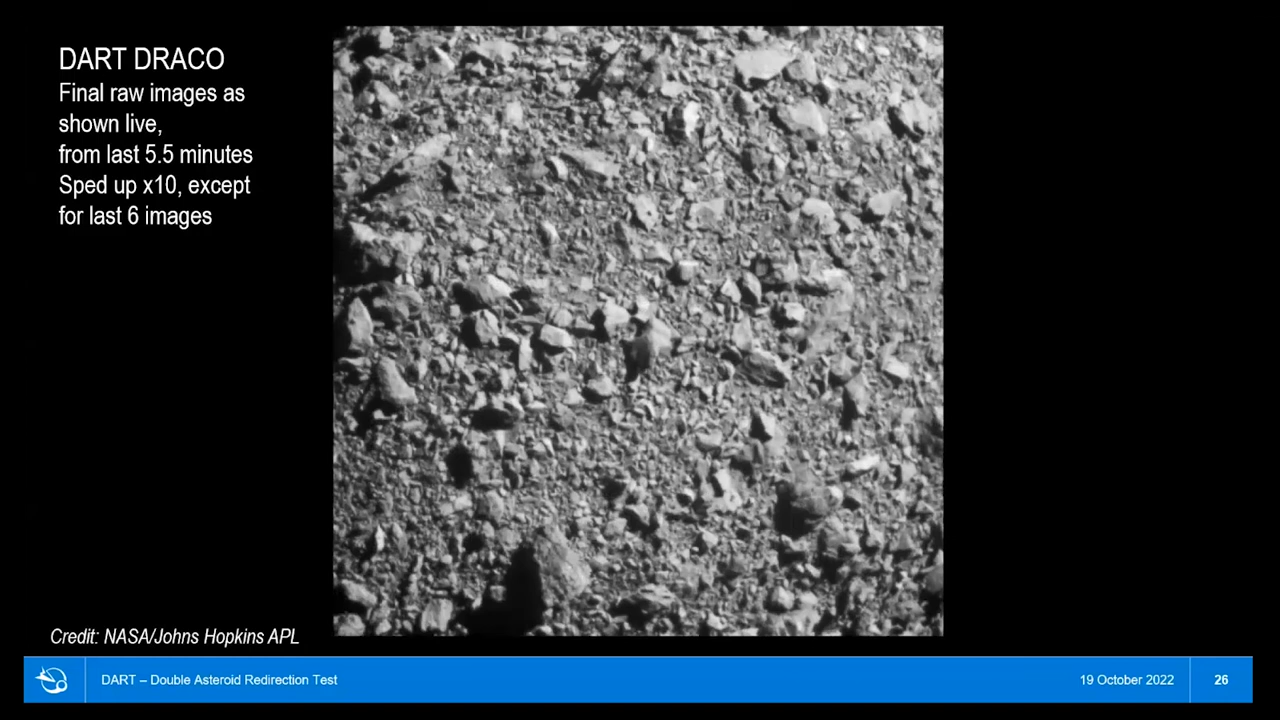 DART DRACO
Final raw images as
shown live,
from last 5.5 minutes
Sped up x10, except
for last 6 images
Credit: NASA/Johns Hopkins APL
DART – Double Asteroid Redirection Test
19 October 2022
26